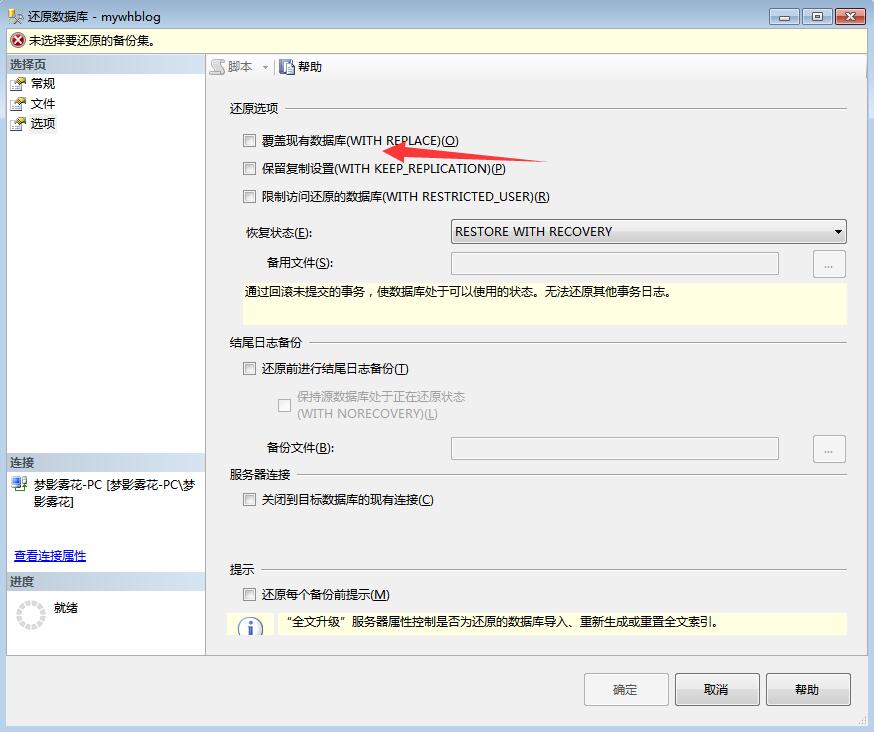 还原数据库 - mywhblog
未选择要还原的备份集。
选择页
常规
文件
选项
脚本
帮助
还原选项
覆盖现有数据库(WITH REPLACE)(O)
保留复制设置(WITH KEEP_REPLICATION)(P)
限制访问还原的数据库(WITH RESTRICTED_USER)(R)
恢复状态(E):
RESTORE WITH RECOVERY
备用文件(S):
...
通过回滚未提交的事务，使数据库处于可以使用的状态。无法还原其他事务日志。
结尾日志备份
还原前进行结尾日志备份(T)
保持源数据库处于正在还原状态
(WITH NORECOVERY)(L)
备份文件(B):
...
服务器连接
关闭到目标数据库的现有连接(C)
连接
梦影雾花-PC [梦影雾花-PC\梦
影雾花]
查看连接属性
进度
就绪
提示
还原每个备份前提示(M)
“全文升级”服务器属性控制是否为还原的数据库导入、重新生成或重置全文索引。
确定
取消
帮助